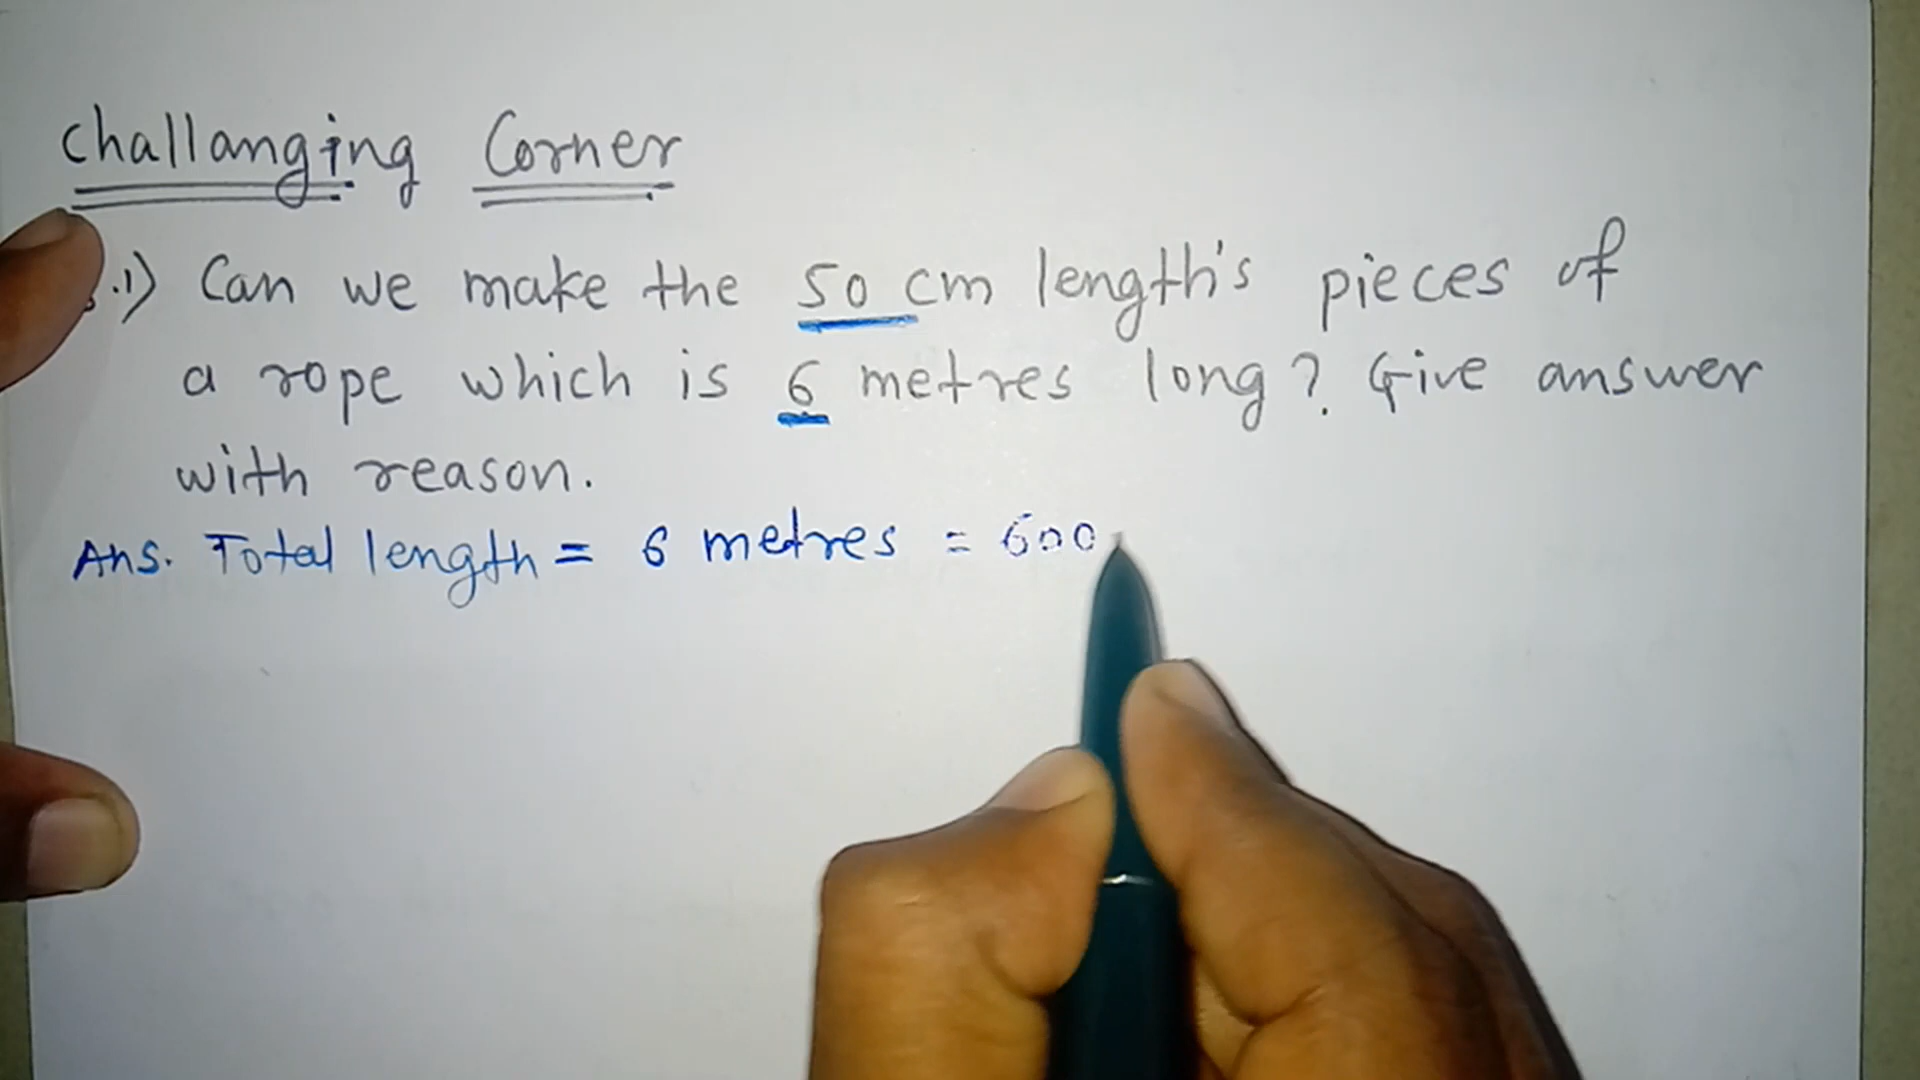 Challanging Corner
.1) Can we make the 50 cm length's pieces of
a rope which is 6 metres long? Give answer
with reason.
Ans. Total length = 6 metres = 600